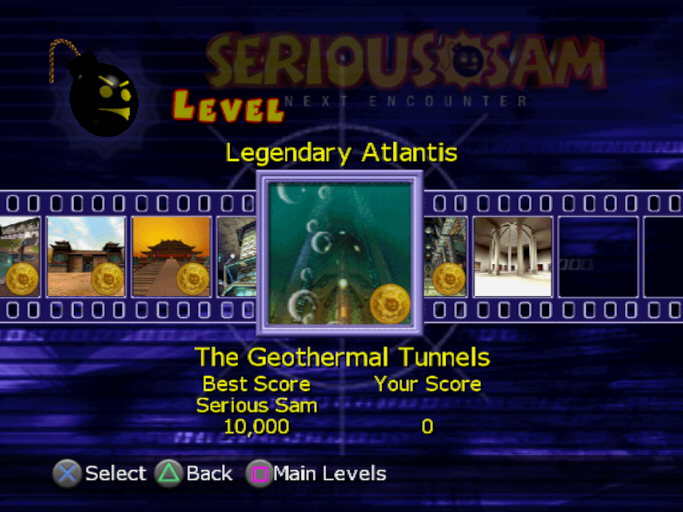 SERIOUS SAM
NEXT ENCOUNTER
LEVEL
Legendary Atlantis
The Geothermal Tunnels
Best Score Your Score
Serious Sam
10,000 0
Select Back Main Levels